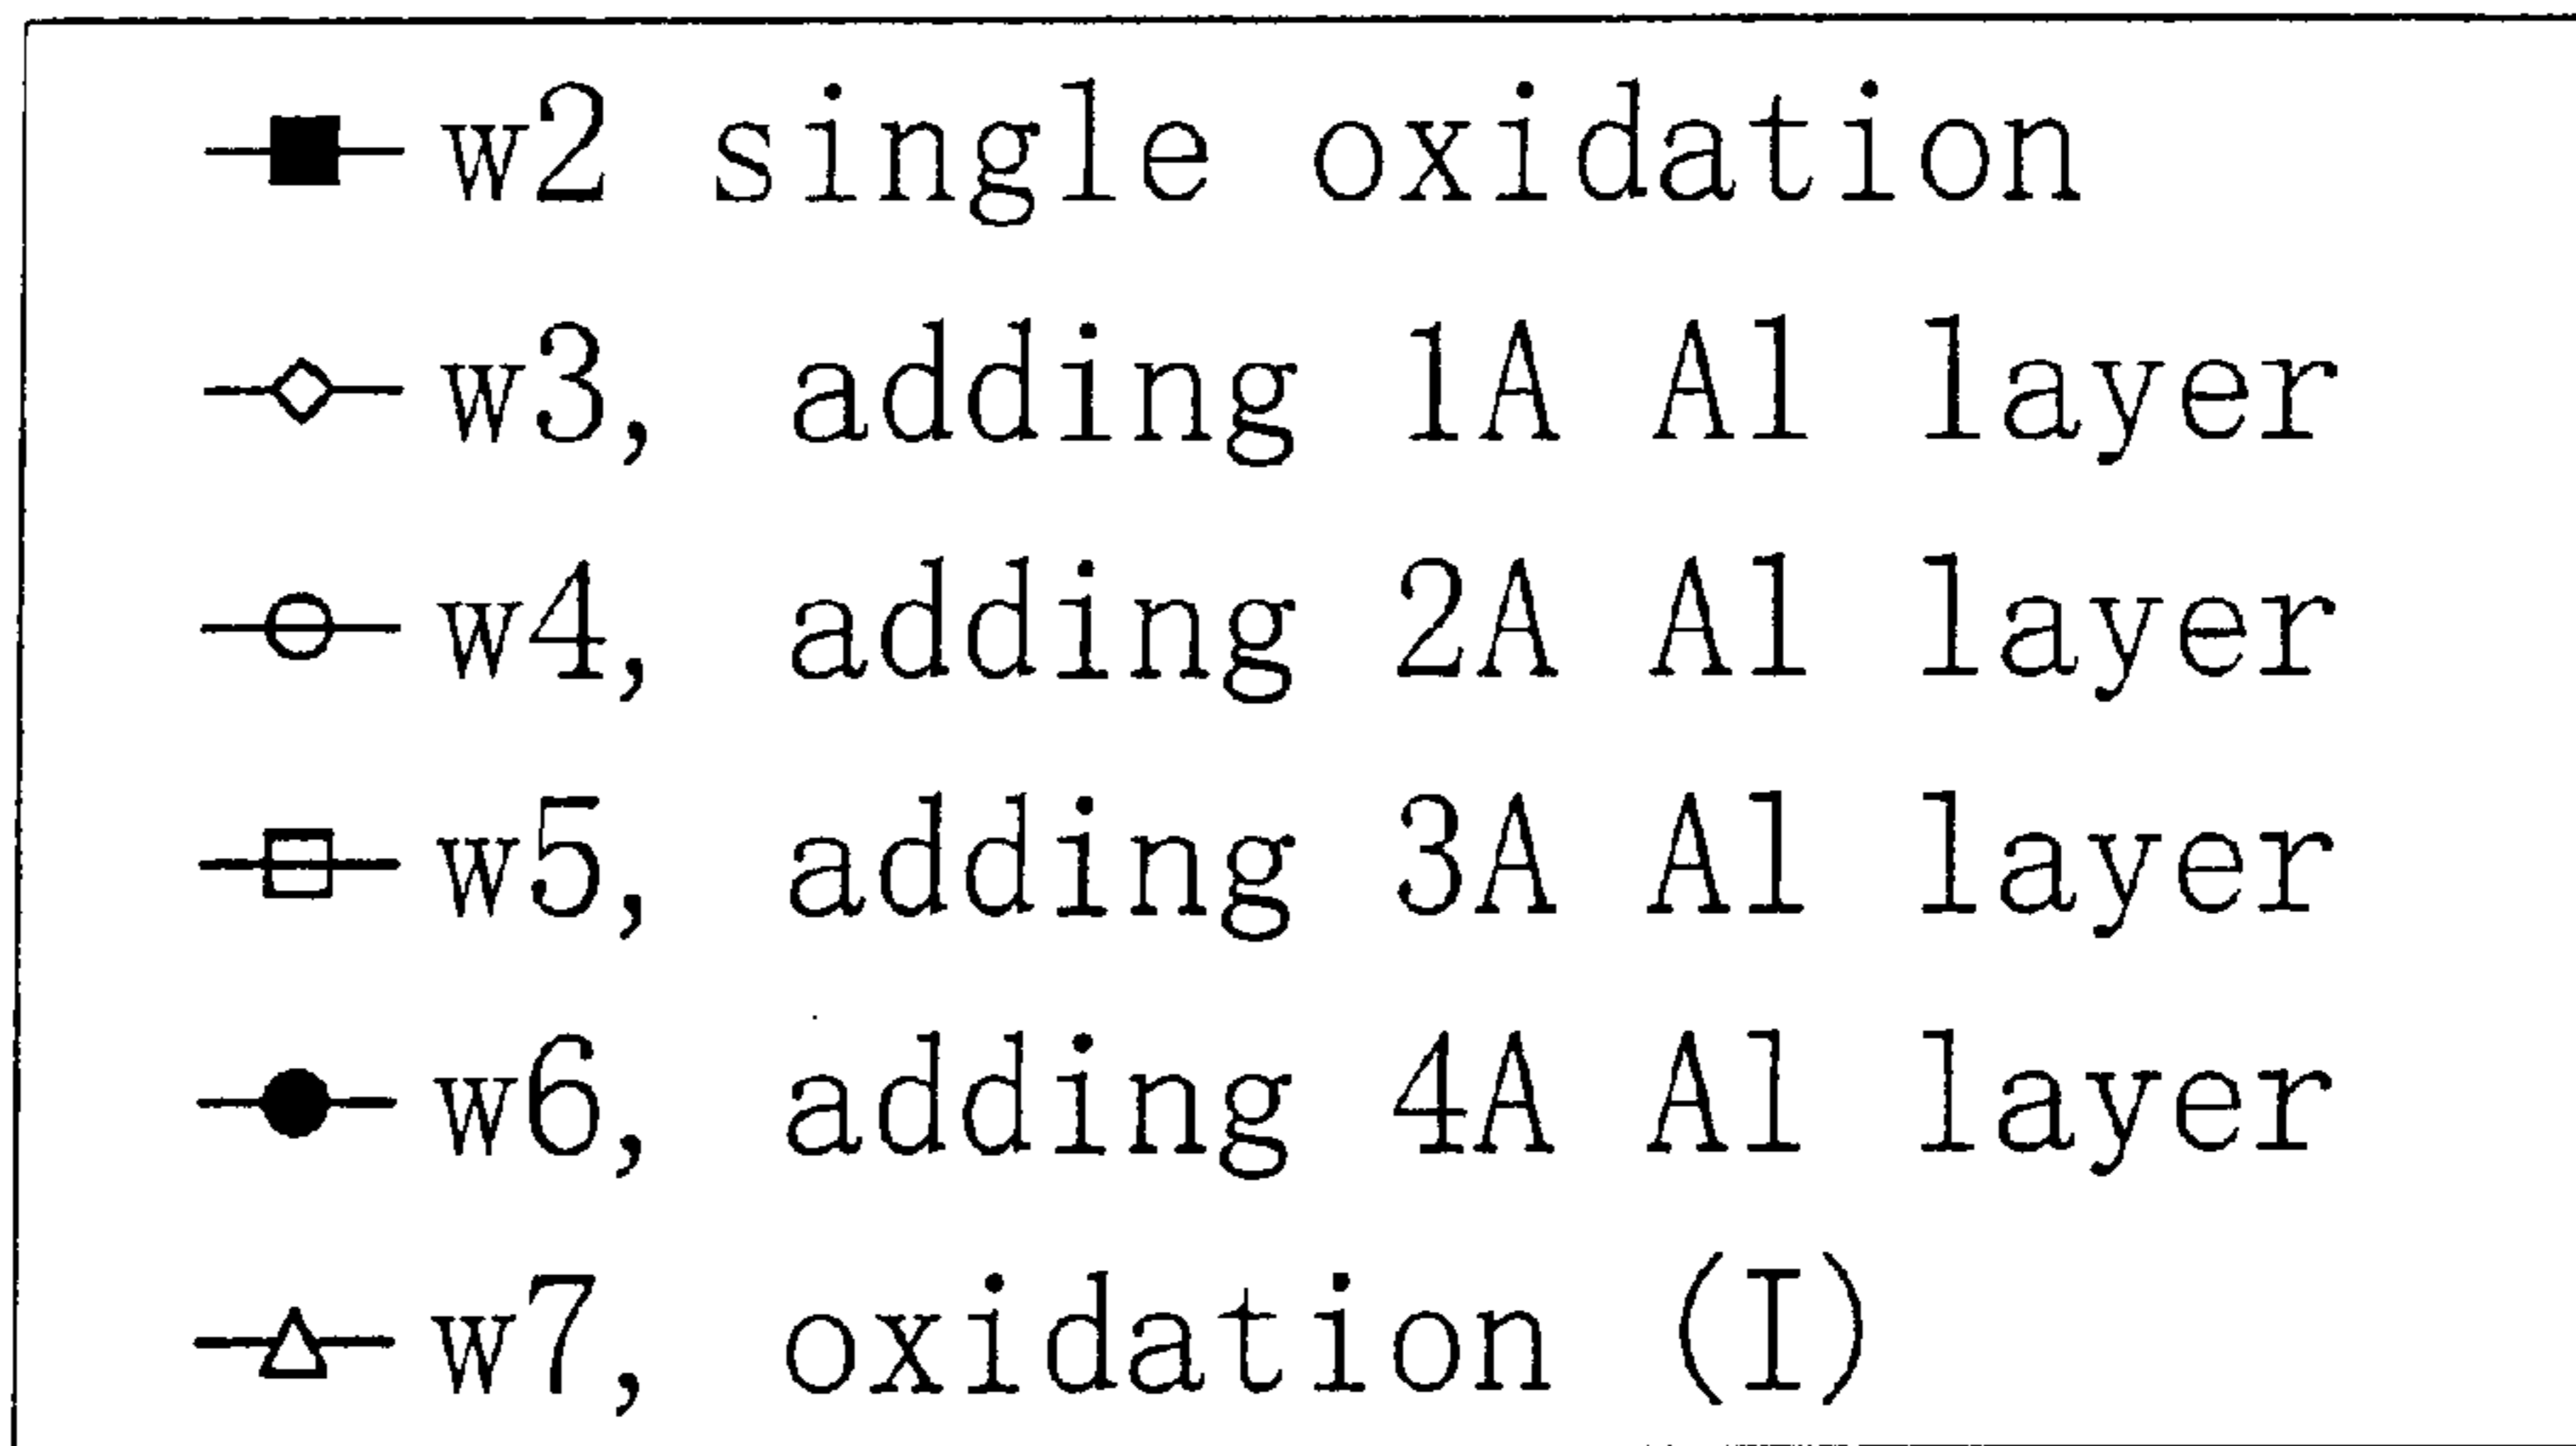 w2 single oxidation
w3, adding 1A Al layer
w4, adding 2A Al layer
w5, adding 3A Al layer
w6, adding 4A Al layer
w7, oxidation (I)